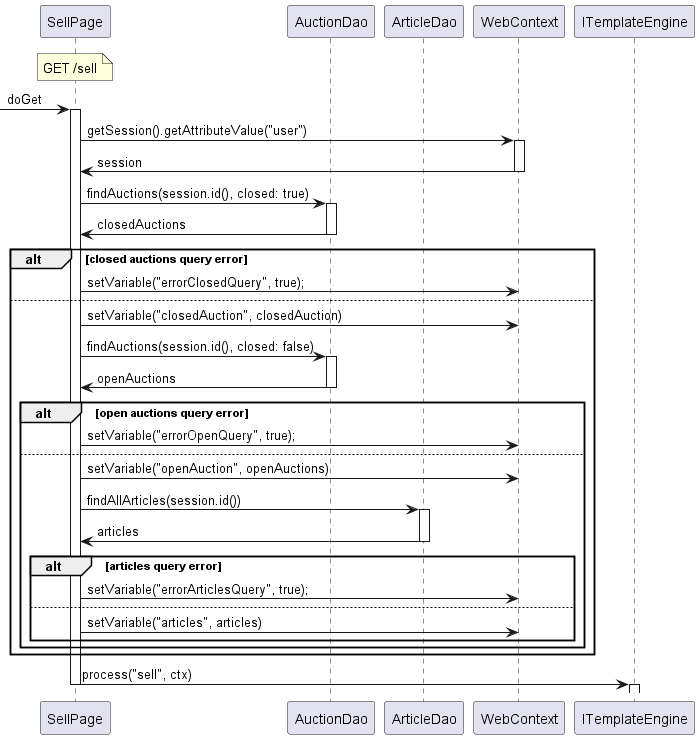 SellPage AuctionDao ArticleDao WebContext ITemplateEngine
GET /sell
doGet
getSession().getAttributeValue("user")
session
findAuctions(session.id(), closed: true)
closedAuctions
alt [closed auctions query error]
setVariable("errorClosedQuery", true);
setVariable("closedAuction", closedAuction)
findAuctions(session.id(), closed: false)
openAuctions
alt [open auctions query error]
setVariable("errorOpenQuery", true);
setVariable("openAuction", openAuctions)
findAllArticles(session.id())
articles
alt [articles query error]
setVariable("errorArticlesQuery", true);
setVariable("articles", articles)
process("sell", ctx)
SellPage AuctionDao ArticleDao WebContext ITemplateEngine